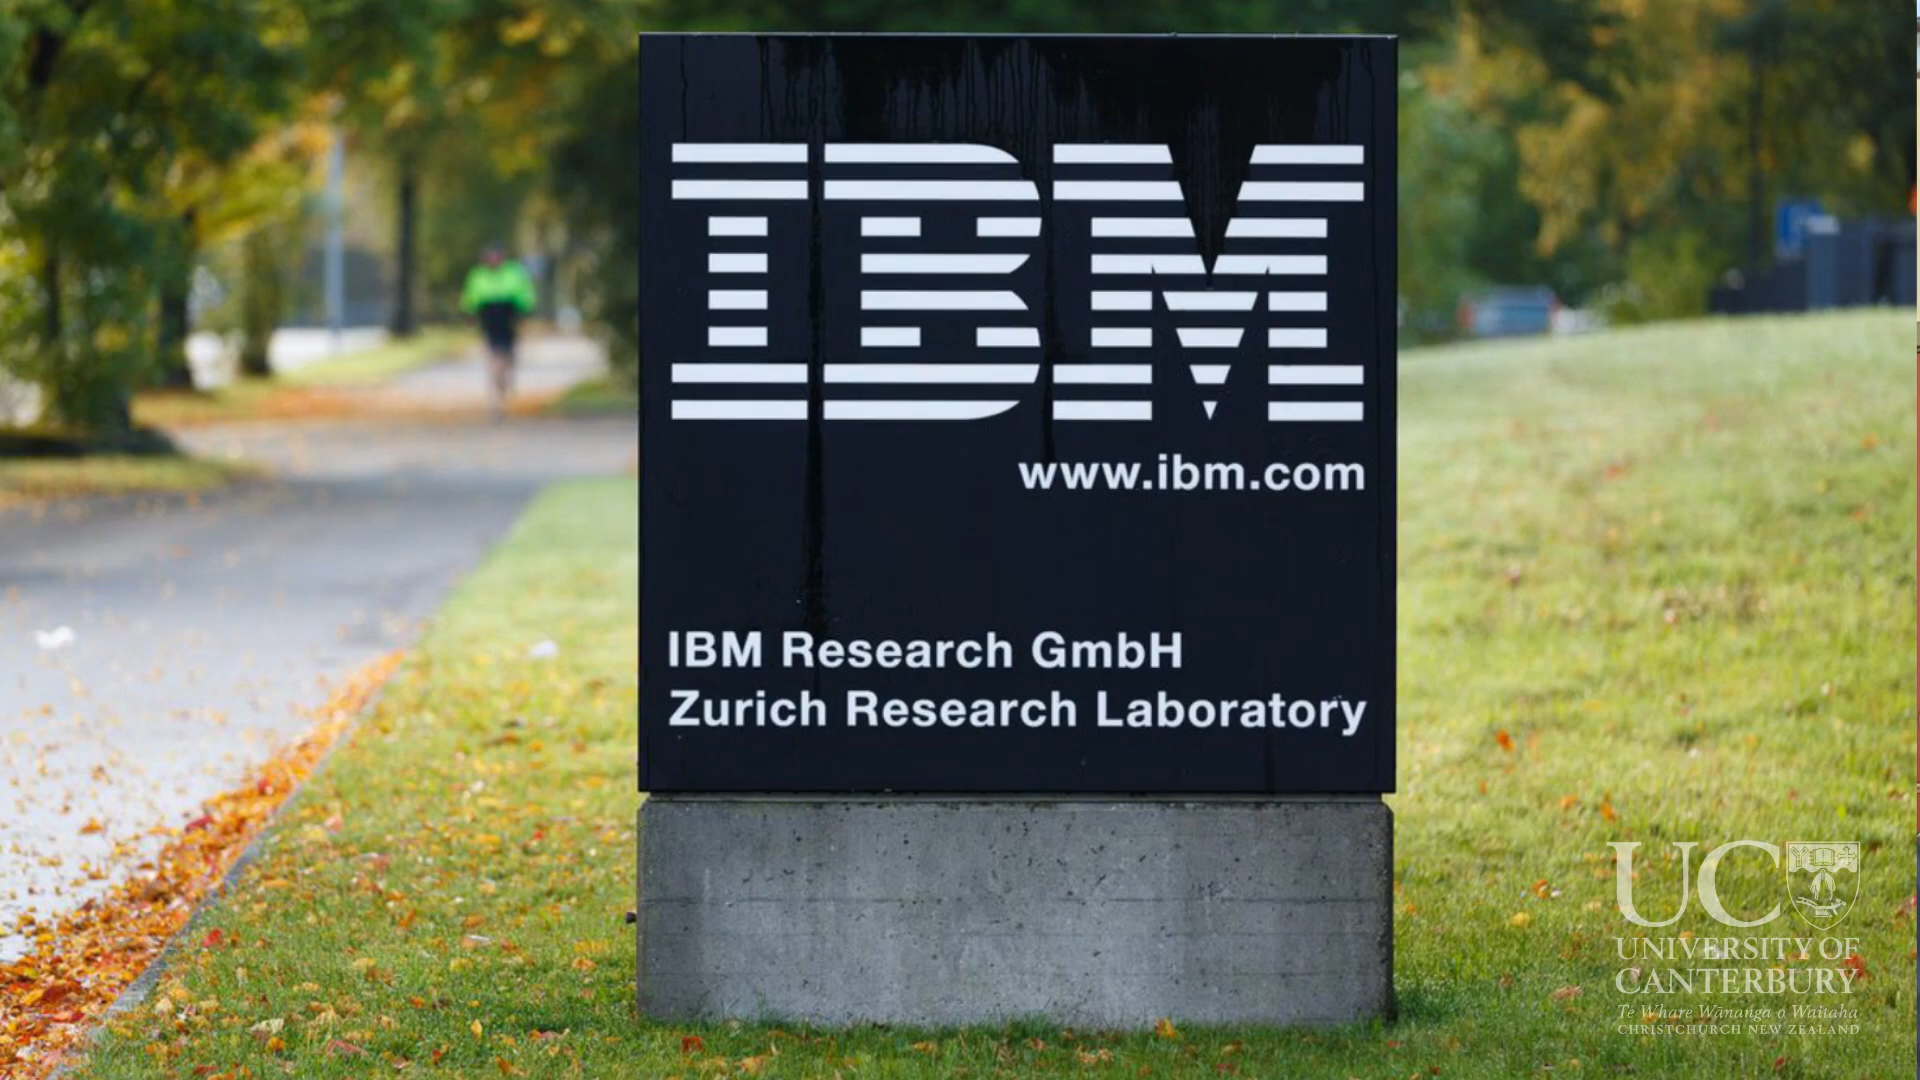 IBM
www.ibm.com
IBM Research GmbH
Zurich Research Laboratory
UC
UNIVERSITY OF
CANTERBURY
Te Whare Wānanga o Waitaha
CHRISTCHURCH NEW ZEALAND